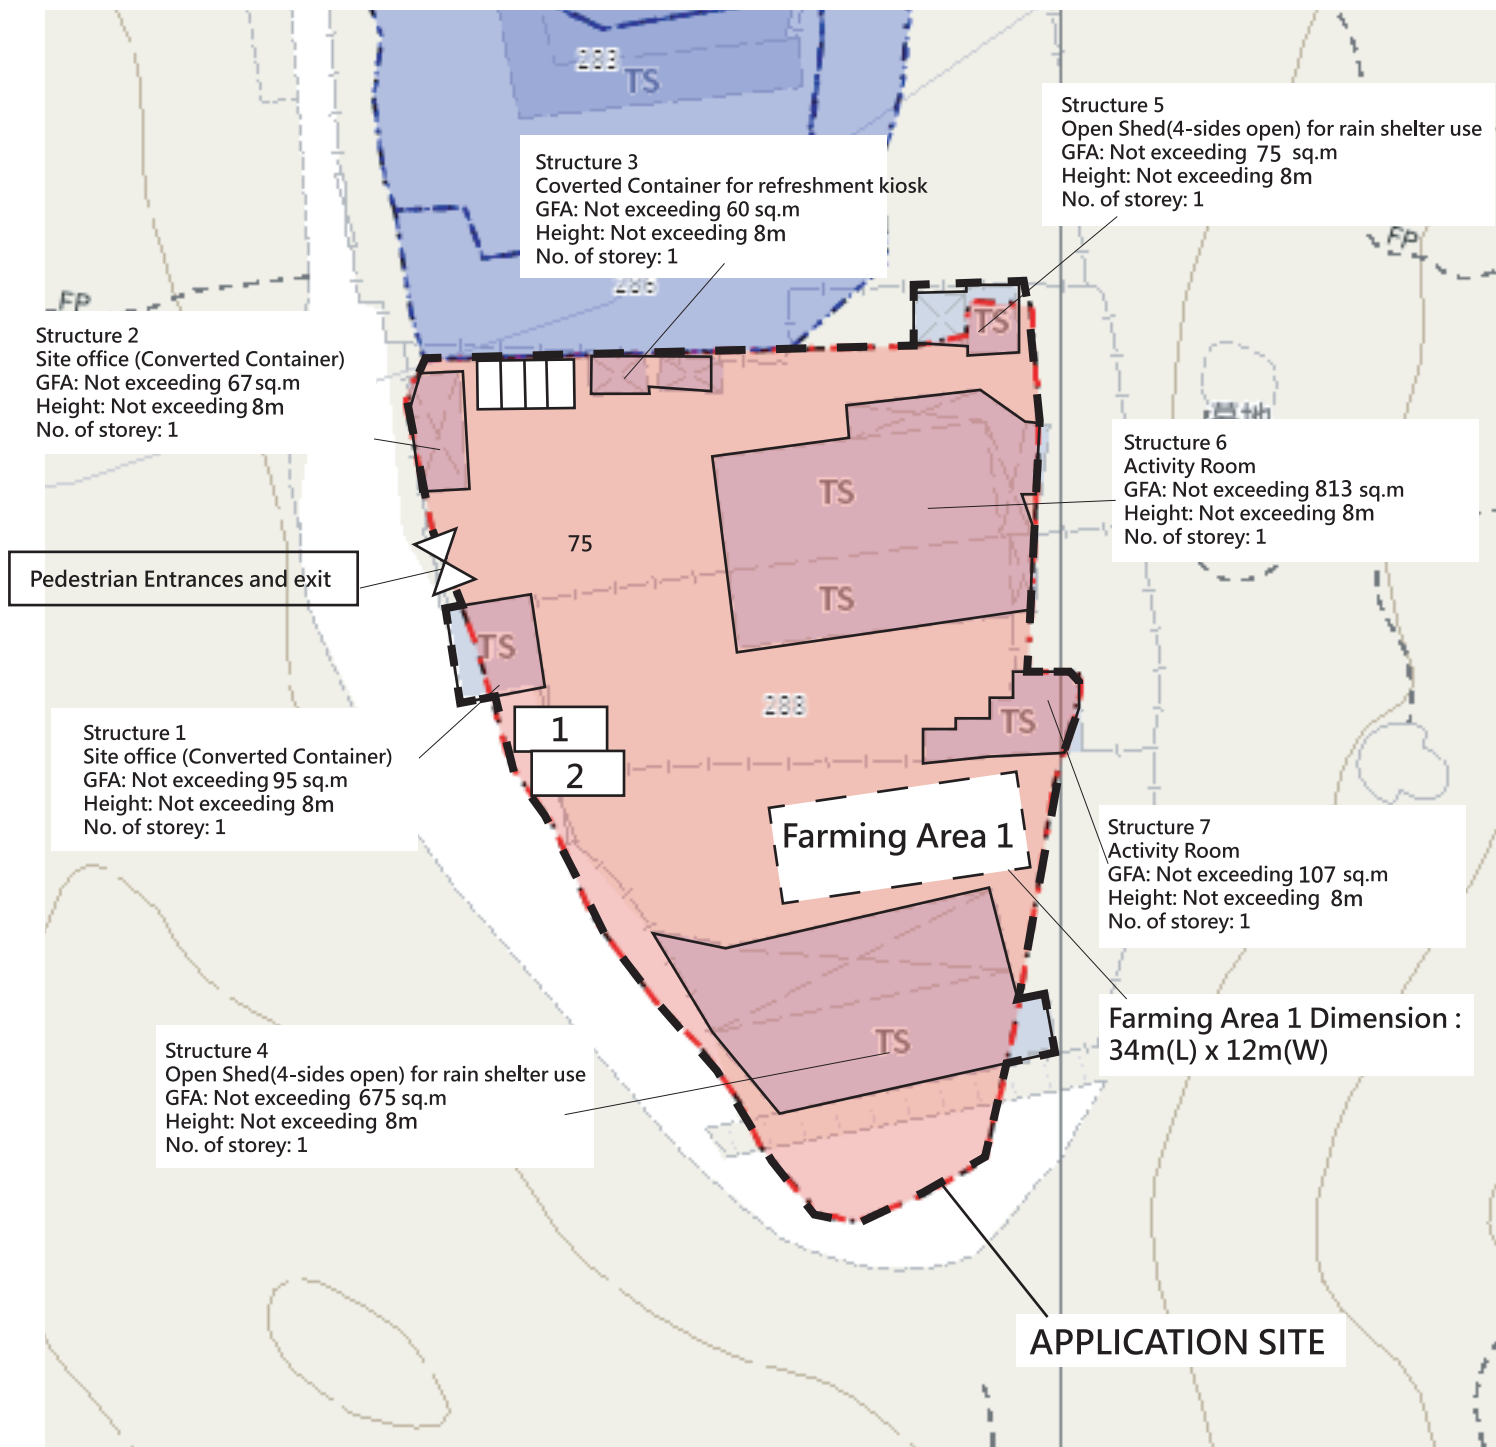 283
TS
Structure 5
Open Shed(4-sides open) for rain shelter use
GFA: Not exceeding 75 sq.m
Height: Not exceeding 8m
No. of storey: 1
Structure 3
Coverted Container for refreshment kiosk
GFA: Not exceeding 60 sq.m
Height: Not exceeding 8m
No. of storey: 1
FP
FP
TS
Structure 2
Site office (Converted Container)
GFA: Not exceeding 67 sq.m
Height: Not exceeding 8m
No. of storey: 1
墓地
Structure 6
Activity Room
GFA: Not exceeding 813 sq.m
Height: Not exceeding 8m
No. of storey: 1
TS
75
Pedestrian Entrances and exit
TS
TS
288
TS
Structure 1
Site office (Converted Container)
GFA: Not exceeding 95 sq.m
Height: Not exceeding 8m
No. of storey: 1
1
2
Farming Area 1
Structure 7
Activity Room
GFA: Not exceeding 107 sq.m
Height: Not exceeding 8m
No. of storey: 1
Farming Area 1 Dimension :
34m(L) x 12m(W)
TS
Structure 4
Open Shed(4-sides open) for rain shelter use
GFA: Not exceeding 675 sq.m
Height: Not exceeding 8m
No. of storey: 1
APPLICATION SITE